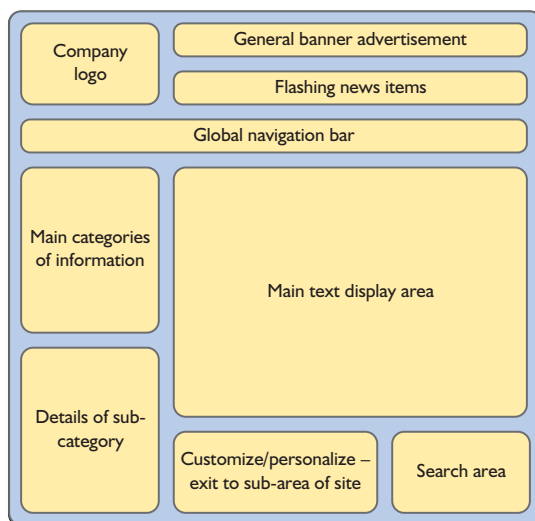 Company
logo
General banner advertisement
Flashing news items
Global navigation bar
Main categories
of information
Main text display area
Details of sub-
category
Customize/personalize –
exit to sub-area of site
Search area